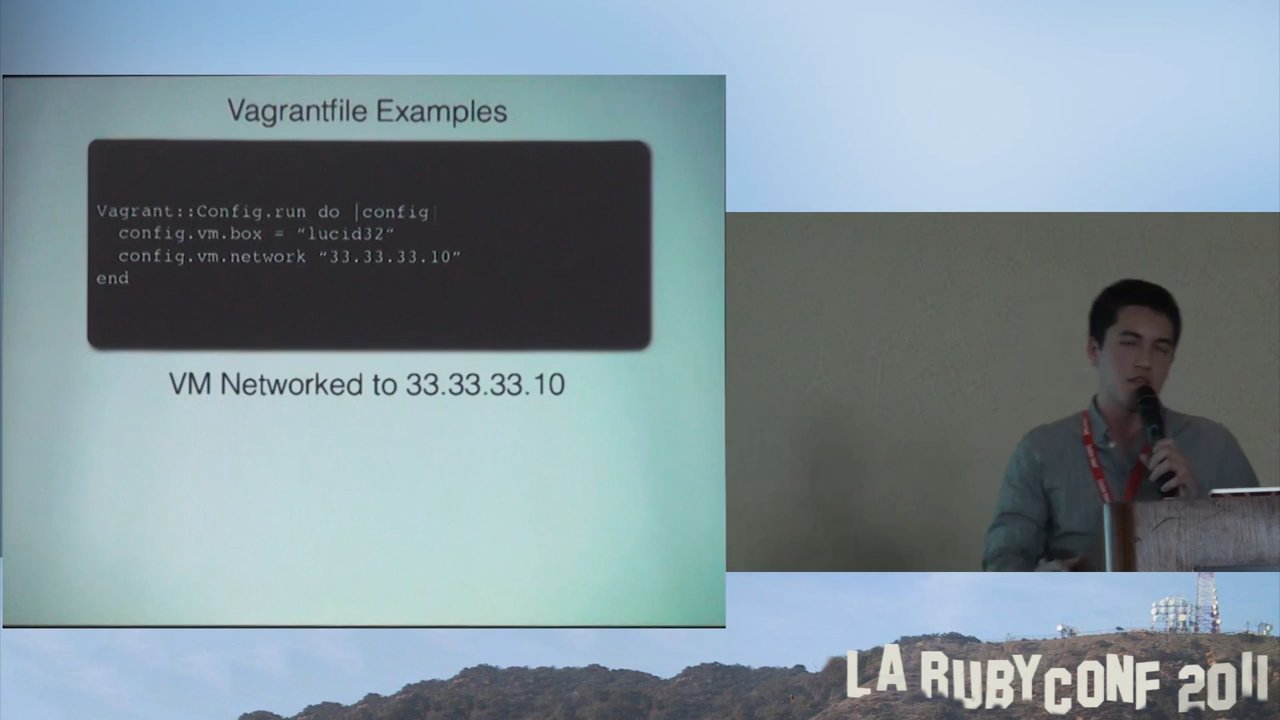 Vagrantfile Examples
Vagrant::Config.run do |config|
config.vm.box = “lucid32”
config.vm.network “33.33.33.10”
end
VM Networked to 33.33.33.10
LA RUBYCONF 2011